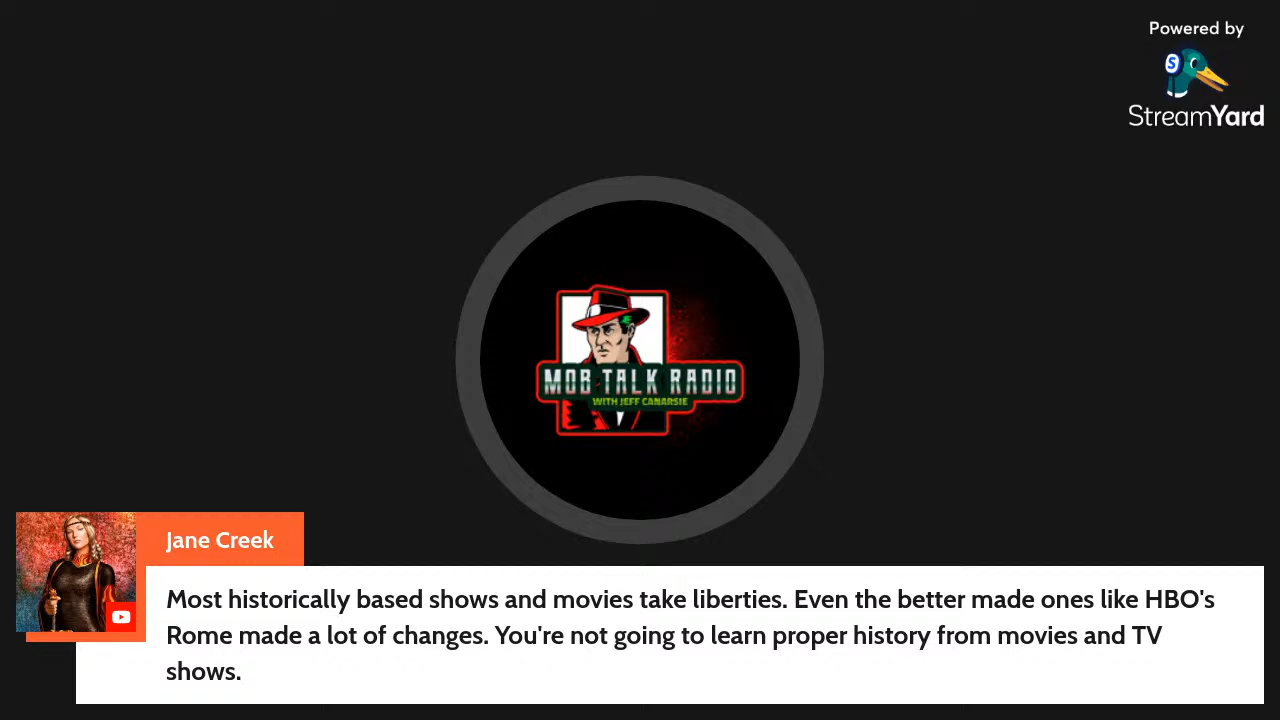 Powered by
S
StreamYard
MOB TALK RADIO
WITH JEFF CANARSIE
Jane Creek
Most historically based shows and movies take liberties. Even the better made ones like HBO's
Rome made a lot of changes. You're not going to learn proper history from movies and TV
shows.